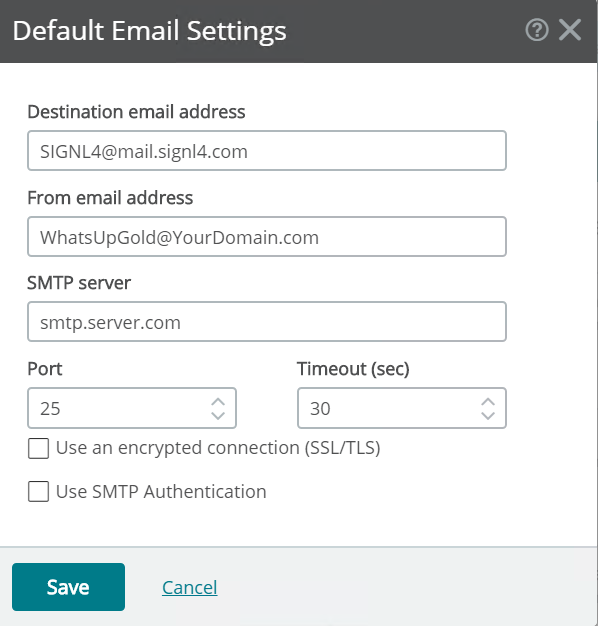 Default Email Settings
Destination email address
SIGNL4@mail.signl4.com
From email address
WhatsUpGold@YourDomain.com
SMTP server
smtp.server.com
Port Timeout (sec)
25 30
Use an encrypted connection (SSL/TLS)
Use SMTP Authentication
Save Cancel